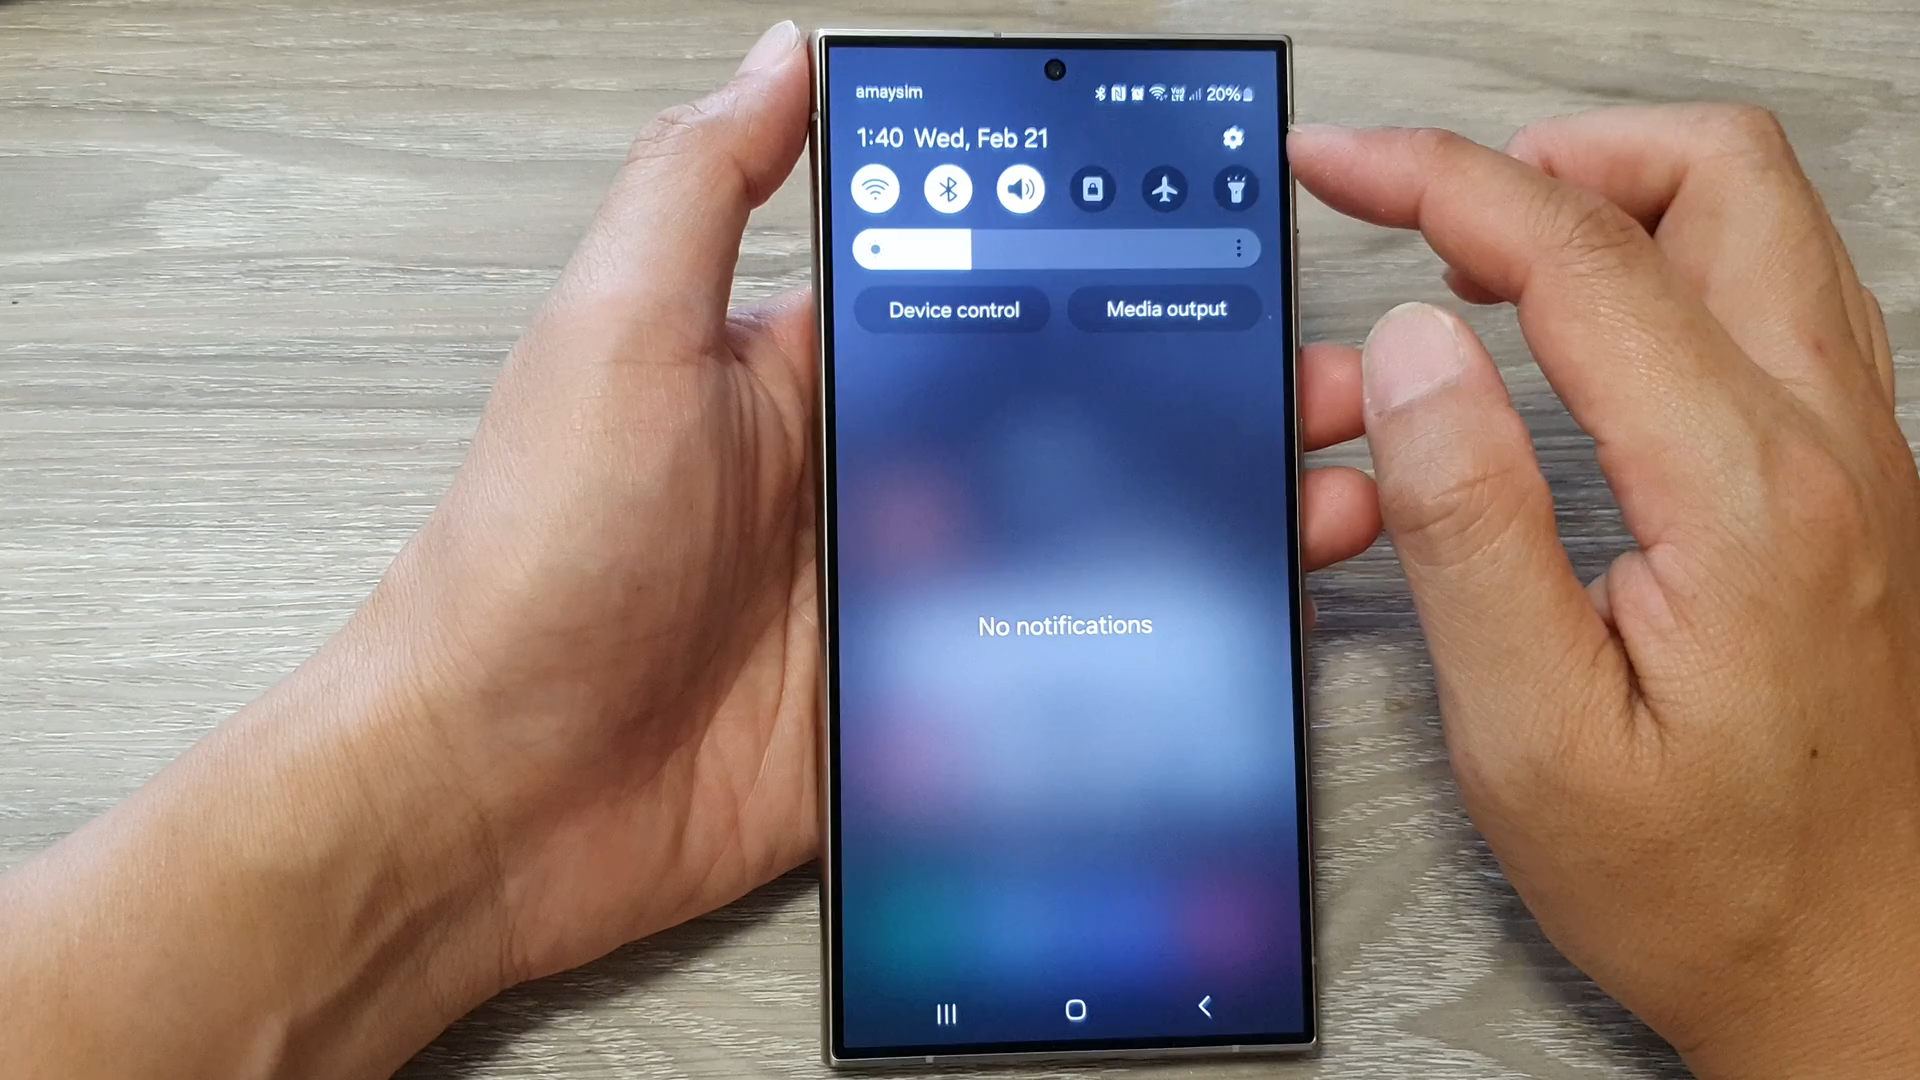 amaysim
20%
1:40 Wed, Feb 21
Device control
Media output
No notifications